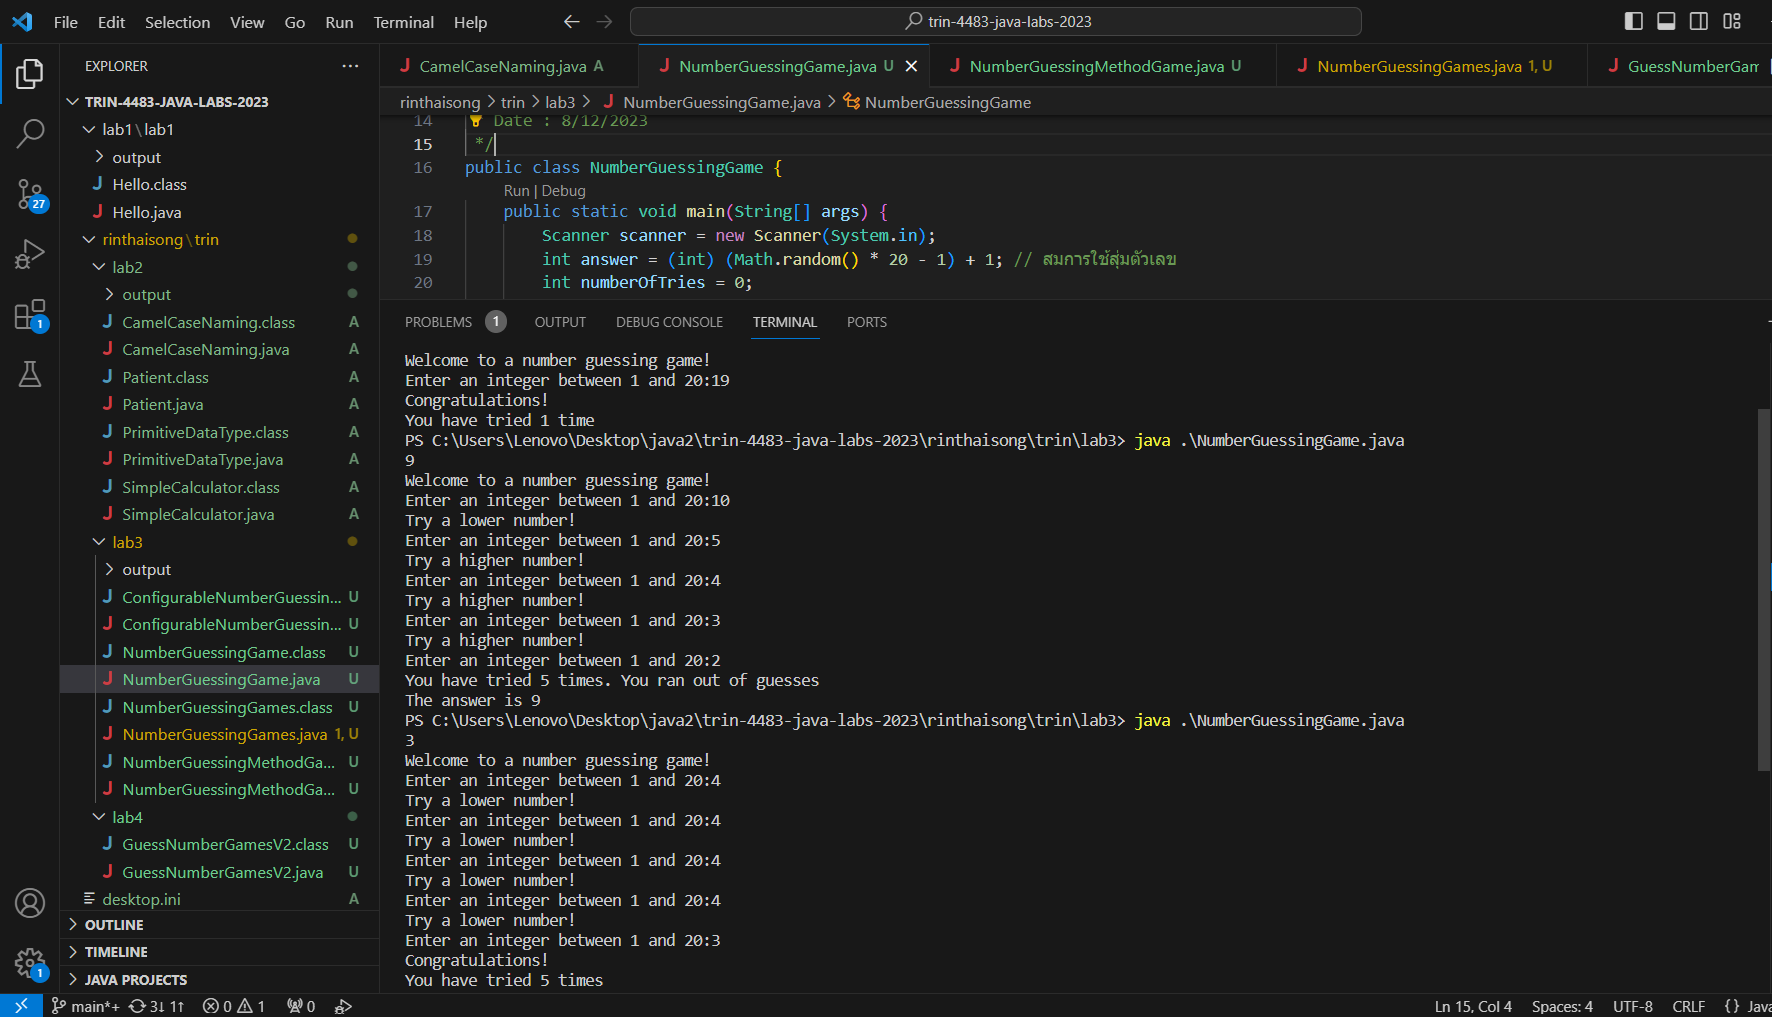 File Edit Selection View Go Run Terminal Help trin-4483-java-labs-2023
EXPLORER
TRIN-4483-JAVA-LABS-2023
lab1\lab1
output
Hello.class
Hello.java
rinthaisong\trin
lab2
output
CamelCaseNaming.class A
CamelCaseNaming.java A
Patient.class A
Patient.java A
PrimitiveDataType.class A
PrimitiveDataType.java A
SimpleCalculator.class A
SimpleCalculator.java A
lab3
output
ConfigurableNumberGuessin... U
ConfigurableNumberGuessin... U
NumberGuessingGame.class U
NumberGuessingGame.java U
NumberGuessingGames.class U
NumberGuessingGames.java 1, U
NumberGuessingMethodGa... U
NumberGuessingMethodGa... U
lab4
GuessNumberGamesV2.class U
GuessNumberGamesV2.java U
desktop.ini A
OUTLINE
TIMELINE
JAVA PROJECTS
27
1
1
CamelCaseNaming.java A NumberGuessingGame.java U NumberGuessingMethodGame.java U NumberGuessingGames.java 1, U GuessNumberGam
rinthaisong > trin > lab3 > NumberGuessingGame.java > NumberGuessingGame
14 Date : 8/12/2023
15 */
16 public class NumberGuessingGame {
Run | Debug
17 public static void main(String[] args) {
18 Scanner scanner = new Scanner(System.in);
19 int answer = (int) (Math.random() * 20 - 1) + 1; // สมการใช้สุ่มตัวเลข
20 int numberOfTries = 0;
PROBLEMS 1 OUTPUT DEBUG CONSOLE TERMINAL PORTS
Welcome to a number guessing game!
Enter an integer between 1 and 20:19
Congratulations!
You have tried 1 time
PS C:\Users\Lenovo\Desktop\java2\trin-4483-java-labs-2023\rinthaisong\trin\lab3> java .\NumberGuessingGame.java
9
Welcome to a number guessing game!
Enter an integer between 1 and 20:10
Try a lower number!
Enter an integer between 1 and 20:5
Try a higher number!
Enter an integer between 1 and 20:4
Try a higher number!
Enter an integer between 1 and 20:3
Try a higher number!
Enter an integer between 1 and 20:2
You have tried 5 times. You ran out of guesses
The answer is 9
PS C:\Users\Lenovo\Desktop\java2\trin-4483-java-labs-2023\rinthaisong\trin\lab3> java .\NumberGuessingGame.java
3
Welcome to a number guessing game!
Enter an integer between 1 and 20:4
Try a lower number!
Enter an integer between 1 and 20:4
Try a lower number!
Enter an integer between 1 and 20:4
Try a lower number!
Enter an integer between 1 and 20:4
Try a lower number!
Enter an integer between 1 and 20:3
Congratulations!
You have tried 5 times
main*+ 3↓ 1↑ 0 1 0 Ln 15, Col 4 Spaces: 4 UTF-8 CRLF {} Java